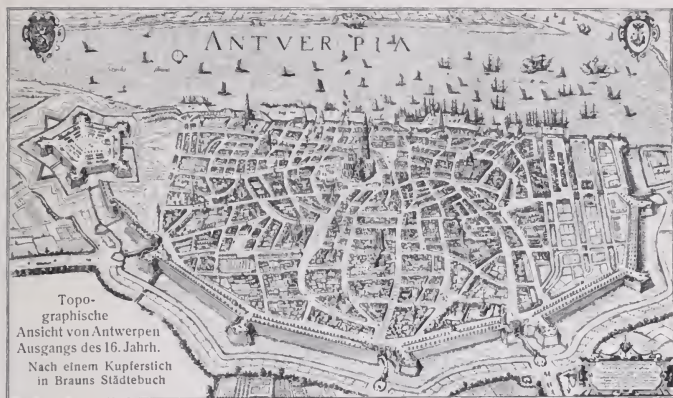 ANTVERPIA
Topo-
graphische
Ansicht von Antwerpen
Ausgangs des 16. Jahrh.
Nach einem Kupferstich
in Brauns Städtebuch